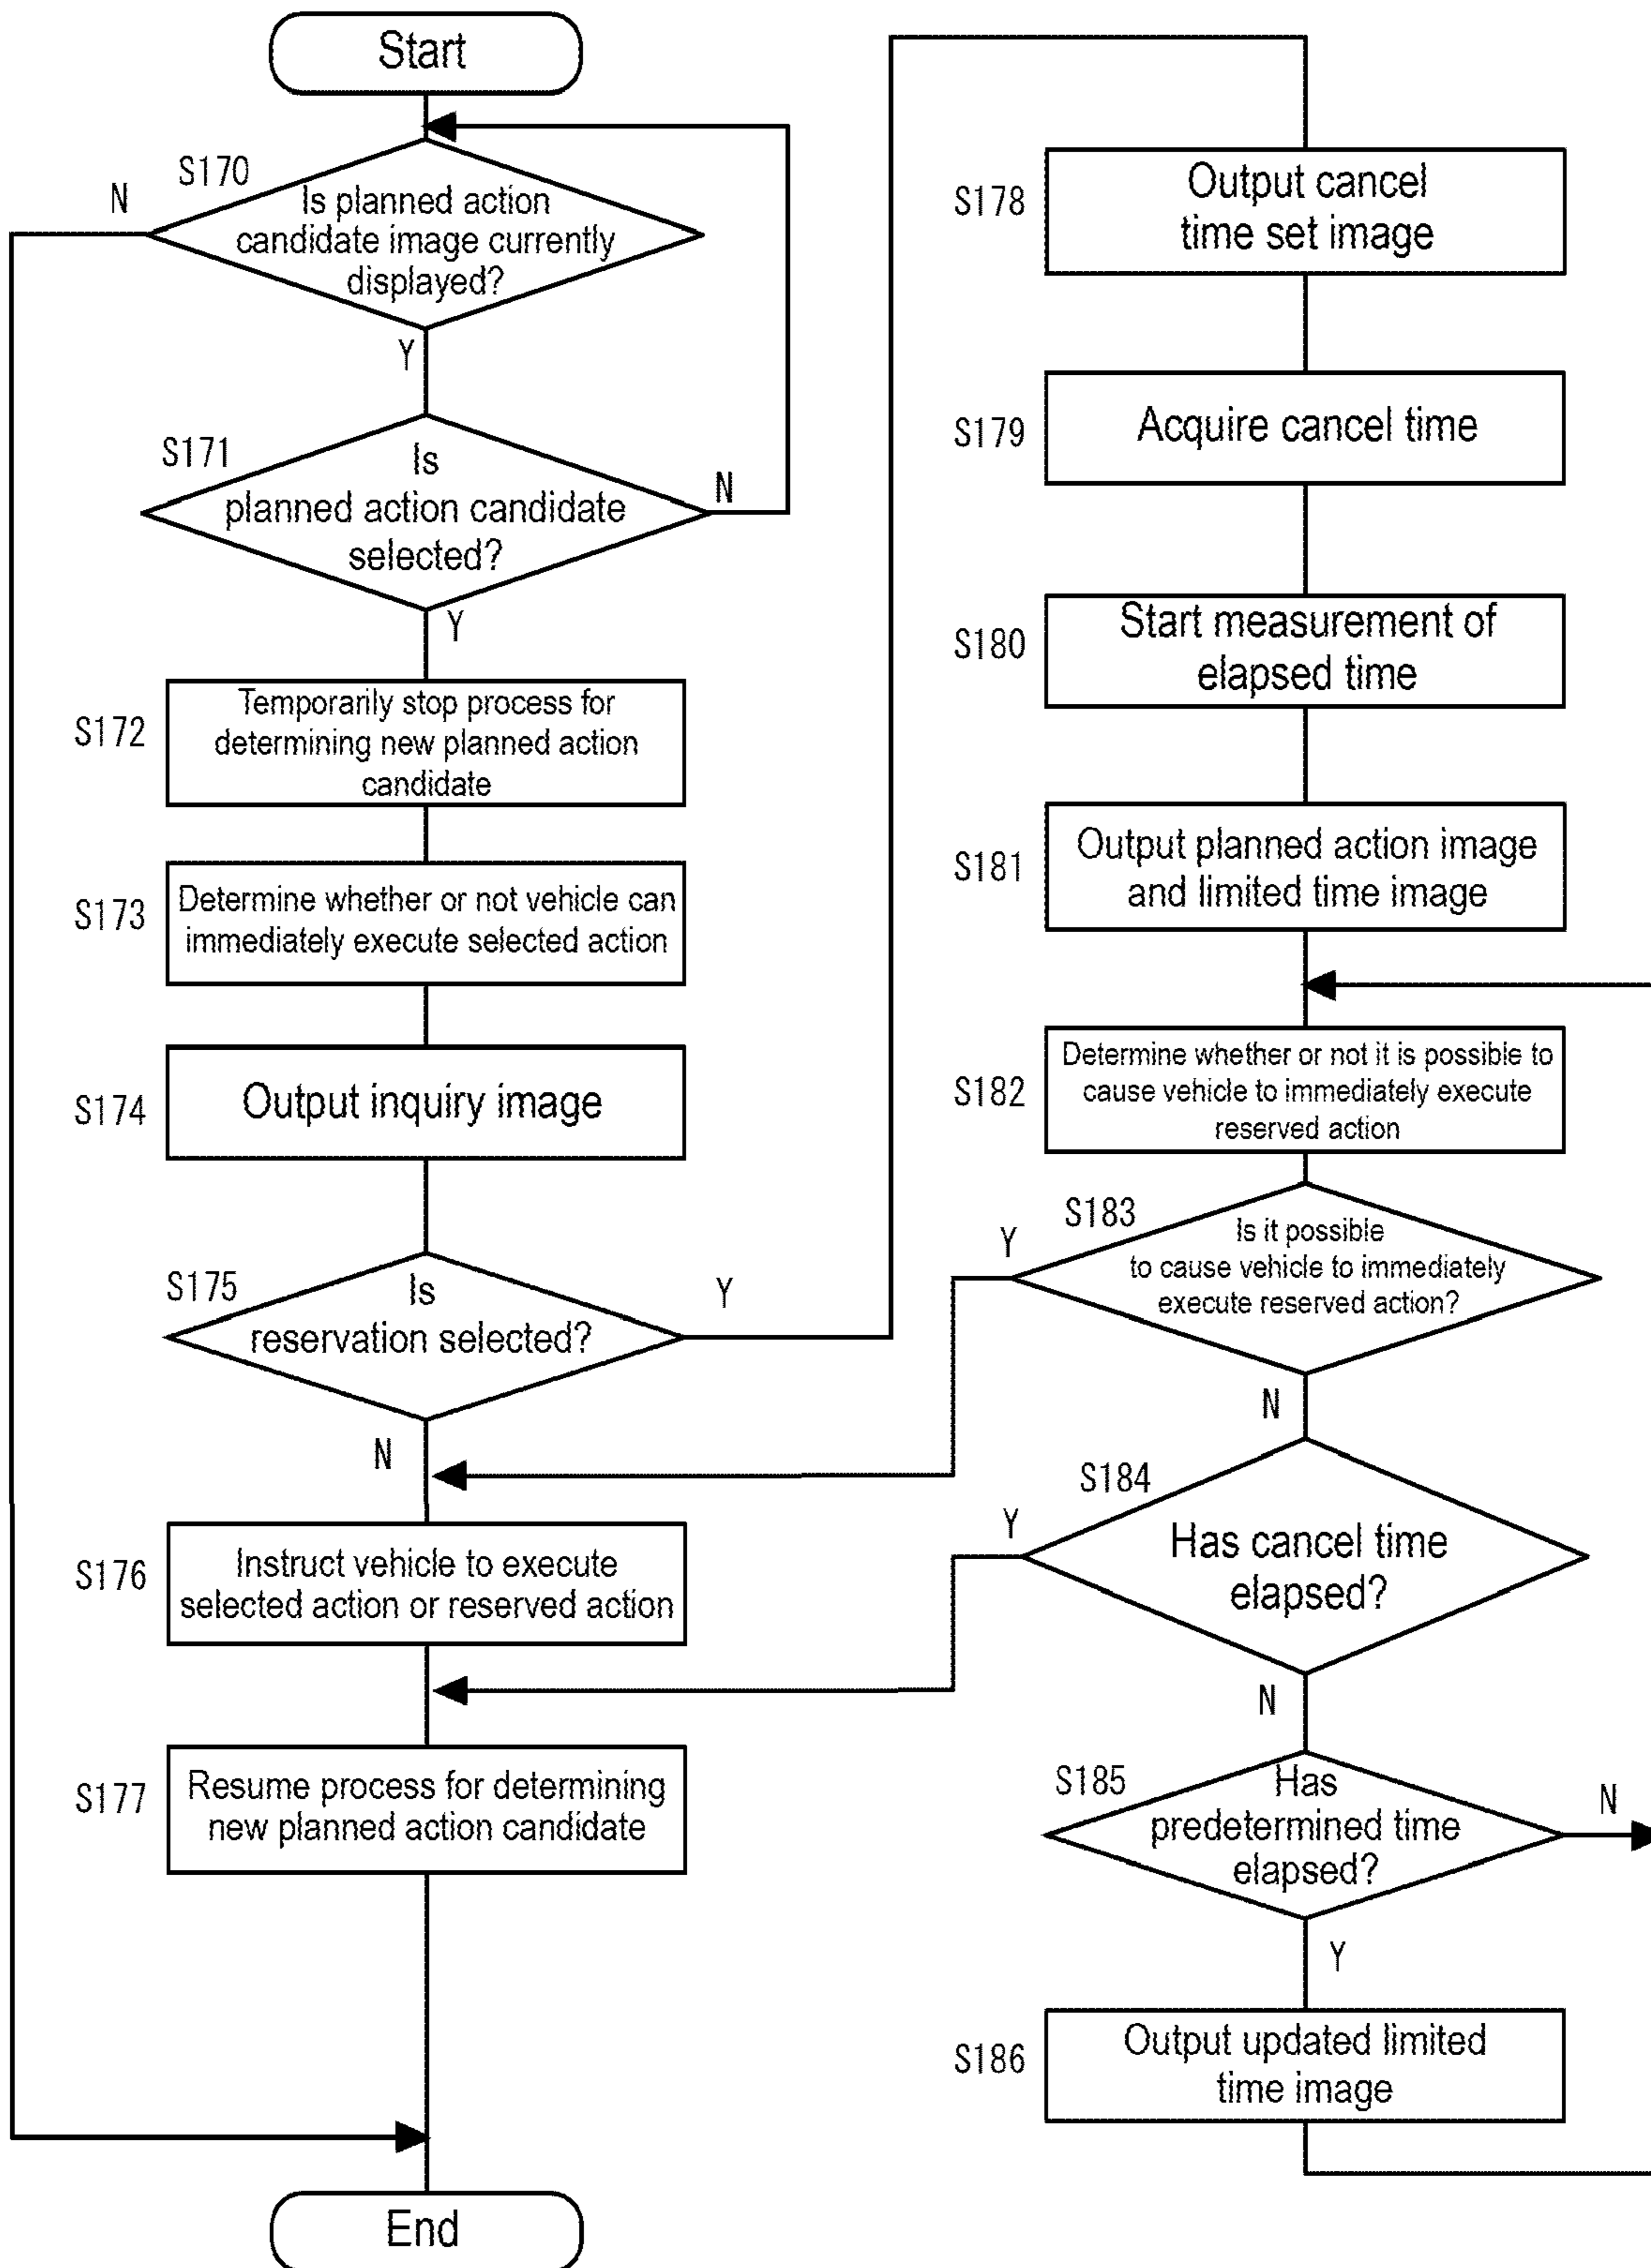 Start
S170
N
Is planned action
candidate image currently
displayed?
Y
S171
Is
planned action candidate
selected?
N
Y
S172
Temporarily stop process for
determining new planned action
candidate
S173
Determine whether or not vehicle can
immediately execute selected action
S174
Output inquiry image
S175
Is
reservation selected?
Y
N
S176
Instruct vehicle to execute
selected action or reserved action
S177
Resume process for determining
new planned action candidate
End
S178
Output cancel
time set image
S179
Acquire cancel time
S180
Start measurement of
elapsed time
S181
Output planned action image
and limited time image
S182
Determine whether or not it is possible to
cause vehicle to immediately execute
reserved action
S183
Y
Is it possible
to cause vehicle to immediately
execute reserved action?
N
S184
Y
Has cancel time
elapsed?
N
S185
Has
predetermined time
elapsed?
N
Y
S186
Output updated limited
time image